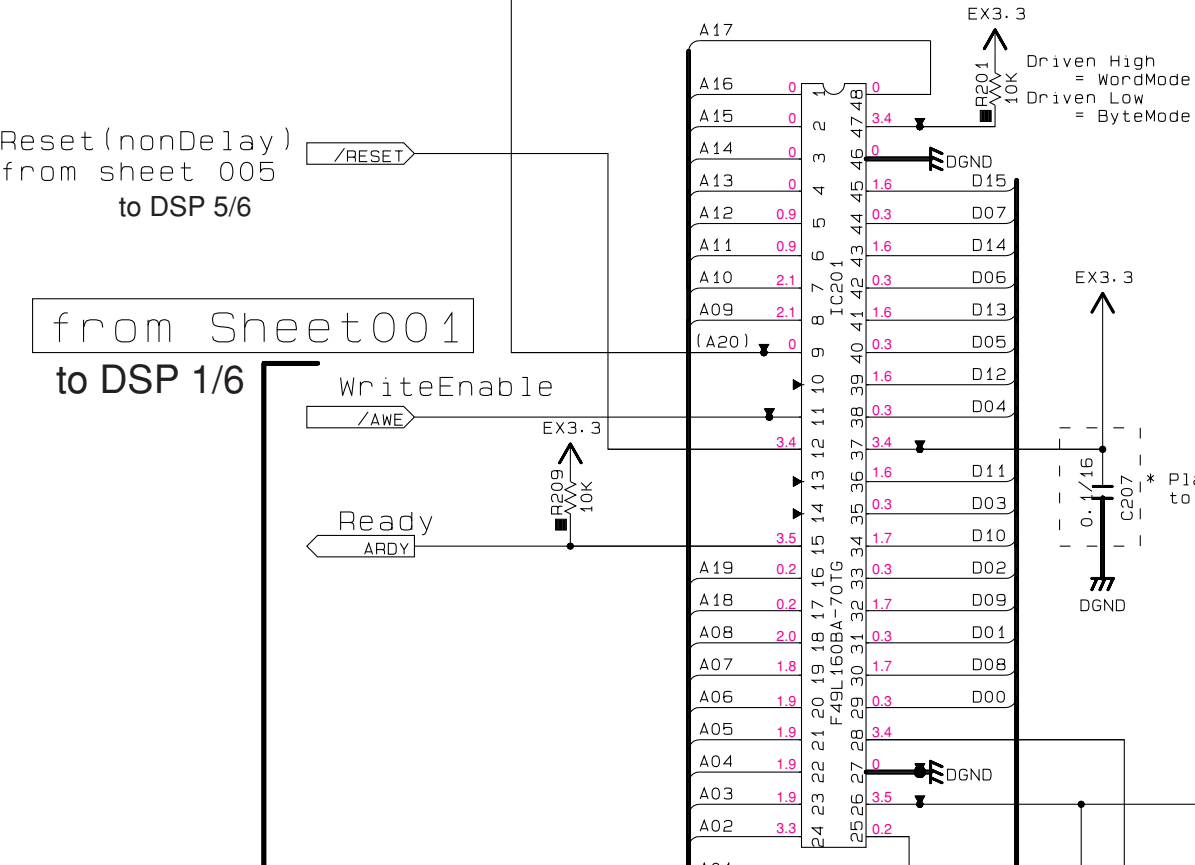 EX3.3
A17
Driven High
= WordMode
Driven Low
= ByteMode
R201
10K
Reset(nonDelay)
from sheet 005
to DSP 5/6
/RESET
from Sheet001
to DSP 1/6
WriteEnable
/AWE
EX3.3
R209
10K
Ready
ARDY
A16 0 1
A15 0 2
A14 0 3
A13 0 4
A12 0.9 5
A11 0.9 6
A10 2.1 7
A09 2.1 8
(A20) 0 9
10
11
3.4 12
13
14
3.5 15
A19 0.2 16
A18 0.2 17
A08 2.0 18
A07 1.8 19
A06 1.9 20
A05 1.9 21
A04 1.9 22
A03 1.9 23
A02 3.3 24
IC201
F49L160BA-70TG
48 0
47 3.4
46 0 DGND
45 1.6 D15
44 0.3 D07
43 1.6 D14
42 0.3 D06
41 1.6 D13
40 0.3 D05
39 1.6 D12
38 0.3 D04
37 3.4
36 1.6 D11
35 0.3 D03
34 1.7 D10
33 0.3 D02
32 1.7 D09
31 0.3 D01
30 1.7 D08
29 0.3 D00
28 3.4
27 0 DGND
26 3.5
25 0.2
EX3.3
0.1/16
C207
*
to
DGND